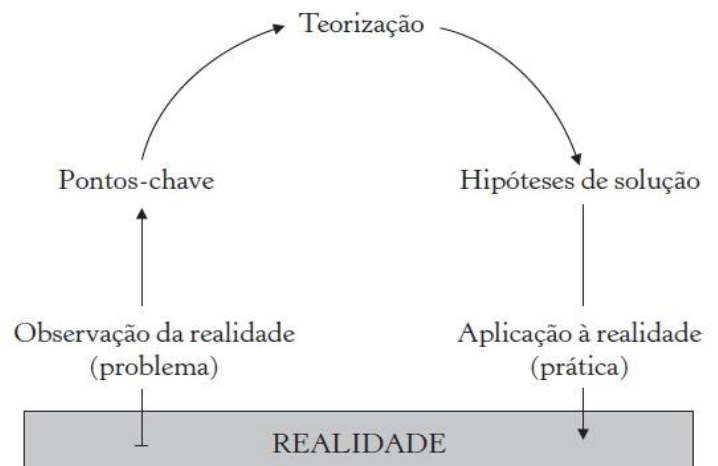 Teorização
Pontos-chave
Hipóteses de solução
Observação da realidade
(problema)
Aplicação à realidade
(prática)
REALIDADE